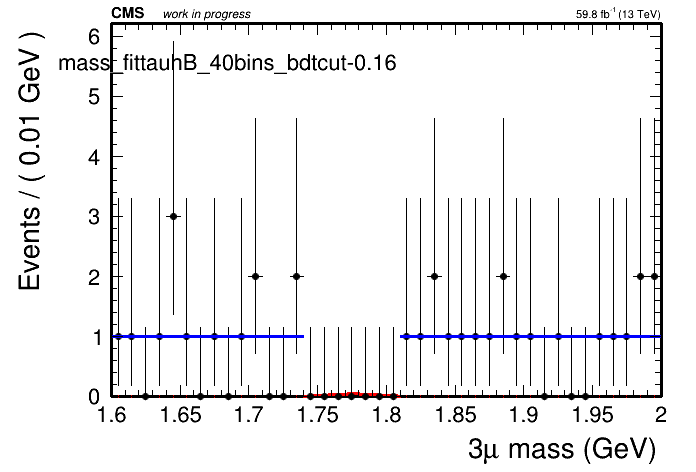 CMS work in progress 59.8 fb⁻¹ (13 TeV)
mass_fittauhB_40bins_bdtcut-0.16
Events / ( 0.01 GeV )
6
5
4
3
2
1
0
1.6 1.65 1.7 1.75 1.8 1.85 1.9 1.95 2
3μ mass (GeV)